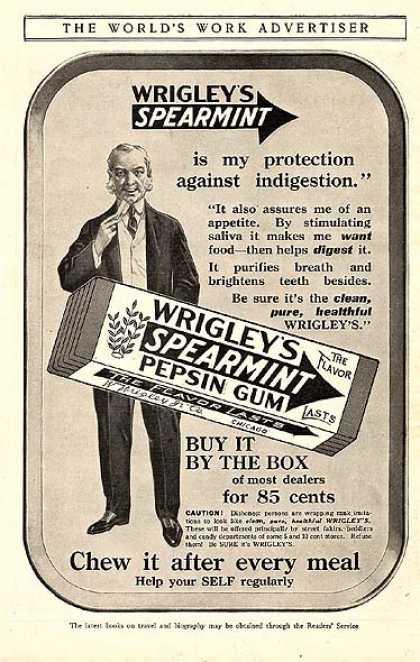 THE WORLD'S WORK ADVERTISER
WRIGLEY'S
SPEARMINT
is my protection
against indigestion."
"It also assures me of an
appetite. By stimulating
saliva it makes me want
food—then helps digest it.
It purifies breath and
brightens teeth besides.
Be sure it's the clean,
pure, healthful
WRIGLEY'S."
WRIGLEY'S
SPEARMINT
PEPSIN GUM
THE FLAVOR LASTS
Wm. Wrigley Jr. Co.
CHICAGO
THE
FLAVOR
LASTS
BUY IT
BY THE BOX
of most dealers
for 85 cents
CAUTION! Dishonest persons are wrapping rank imita-
tions to look like clean, pure, healthful WRIGLEY'S.
These will be offered principally by street fakirs, peddlers
and candy departments of some 5 and 10 cent stores. Refuse
them! Be SURE it's WRIGLEY'S.
Chew it after every meal
Help your SELF regularly
The latest books on travel and biography may be obtained through the Readers' Service